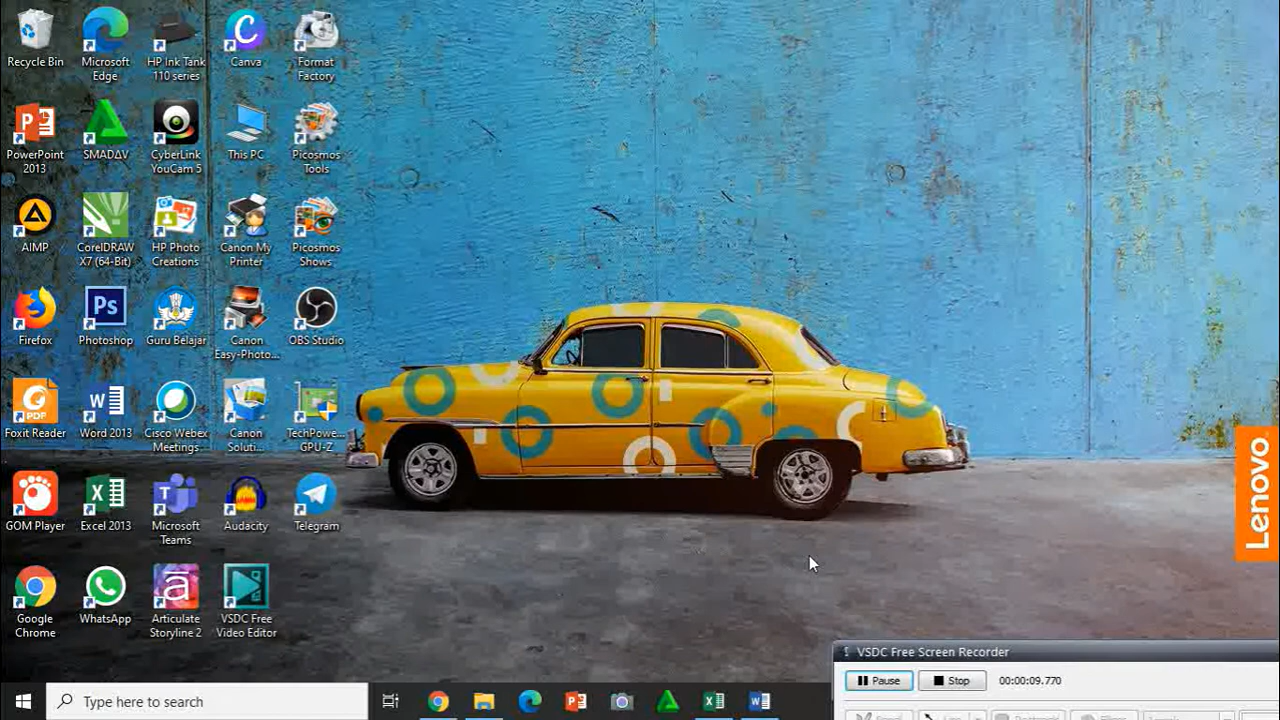 Recycle Bin
Microsoft
Edge
HP Ink Tank
110 series
Canva
Format
Factory
PowerPoint
2013
SMADΔV
CyberLink
YouCam 5
This PC
Picosmos
Tools
AIMP
CorelDRAW
X7 (64-Bit)
HP Photo
Creations
Canon My
Printer
Picosmos
Shows
Firefox
Ps
Photoshop
Guru Belajar
Canon
Easy-Photo...
OBS Studio
PDF
Foxit Reader
Word 2013
Cisco Webex
Meetings
Canon
Soluti...
TechPowe...
GPU-Z
GOM Player
Excel 2013
Microsoft
Teams
Audacity
Telegram
Google
Chrome
WhatsApp
Articulate
Storyline 2
VSDC Free
Video Editor
Lenovo
VSDC Free Screen Recorder
Pause
Stop
00:00:09.770
Type here to search